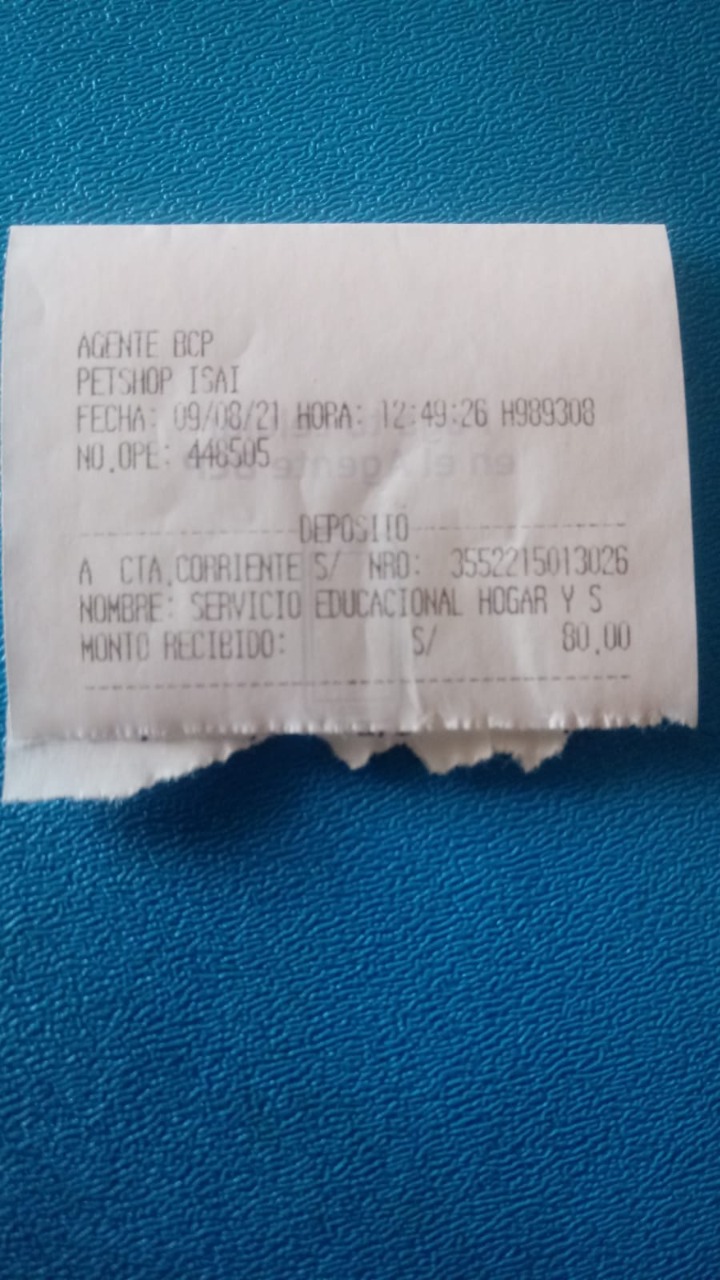 AGENTE BCP
PETSHOP ISAI
FECHA: 09/08/21 HORA: 12:49:26 H989308
NO.OPE: 448505
DEPOSITO
A CTA.CORRIENTE S/ NRO: 3552215013026
NOMBRE: SERVICIO EDUCACIONAL HOGAR Y S
MONTO RECIBIDO: S/ 80.00